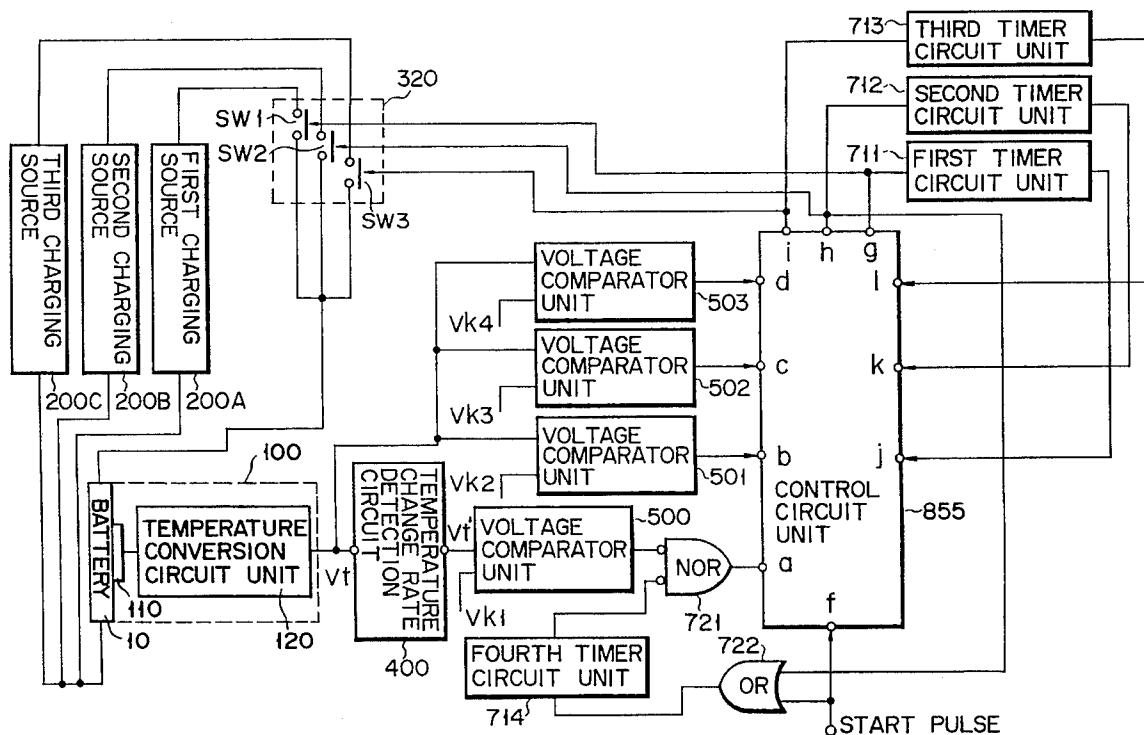 713
THIRD TIMER
CIRCUIT UNIT
712
SECOND TIMER
CIRCUIT UNIT
711
FIRST TIMER
CIRCUIT UNIT
320
SW1
SW2
SW3
THIRD CHARGING
SOURCE
SECOND CHARGING
SOURCE
FIRST CHARGING
SOURCE
200C
200B
200A
i
h
g
VOLTAGE
COMPARATOR
UNIT
503
Vk4
d
l
VOLTAGE
COMPARATOR
UNIT
502
Vk3
c
k
VOLTAGE
COMPARATOR
UNIT
501
Vk2
b
j
CONTROL
CIRCUIT
UNIT
855
100
BATTERY
TEMPERATURE
CONVERSION
CIRCUIT UNIT
110
10
120
Vt
TEMPERATURE
CHANGE RATE
DETECTION
CIRCUIT
400
Vt'
500
VOLTAGE
COMPARATOR
UNIT
Vk1
NOR
721
a
f
FOURTH TIMER
CIRCUIT UNIT
714
722
OR
START PULSE